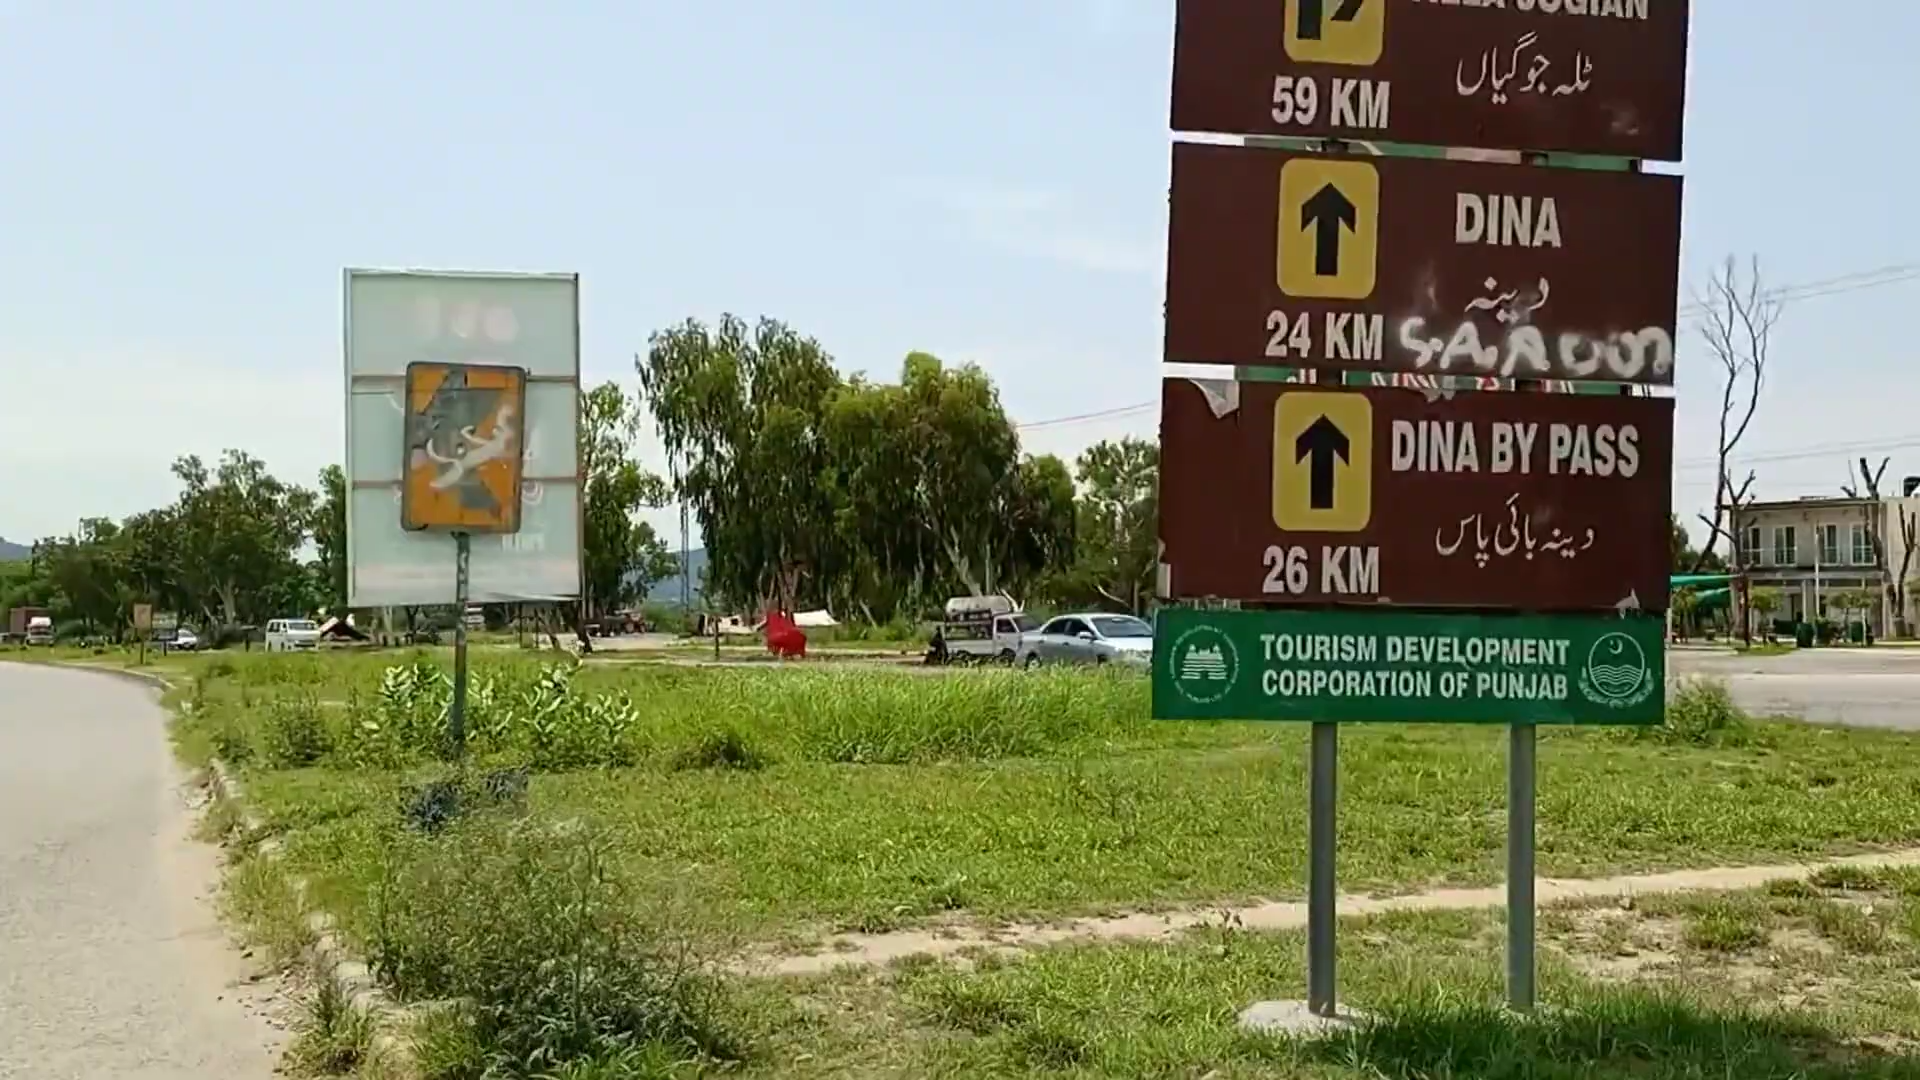 JOGIAN
ٹلہ جوگیاں
59 KM
DINA
دینہ
24 KM
DINA BY PASS
دینہ بائی پاس
26 KM
TOURISM DEVELOPMENT
CORPORATION OF PUNJAB